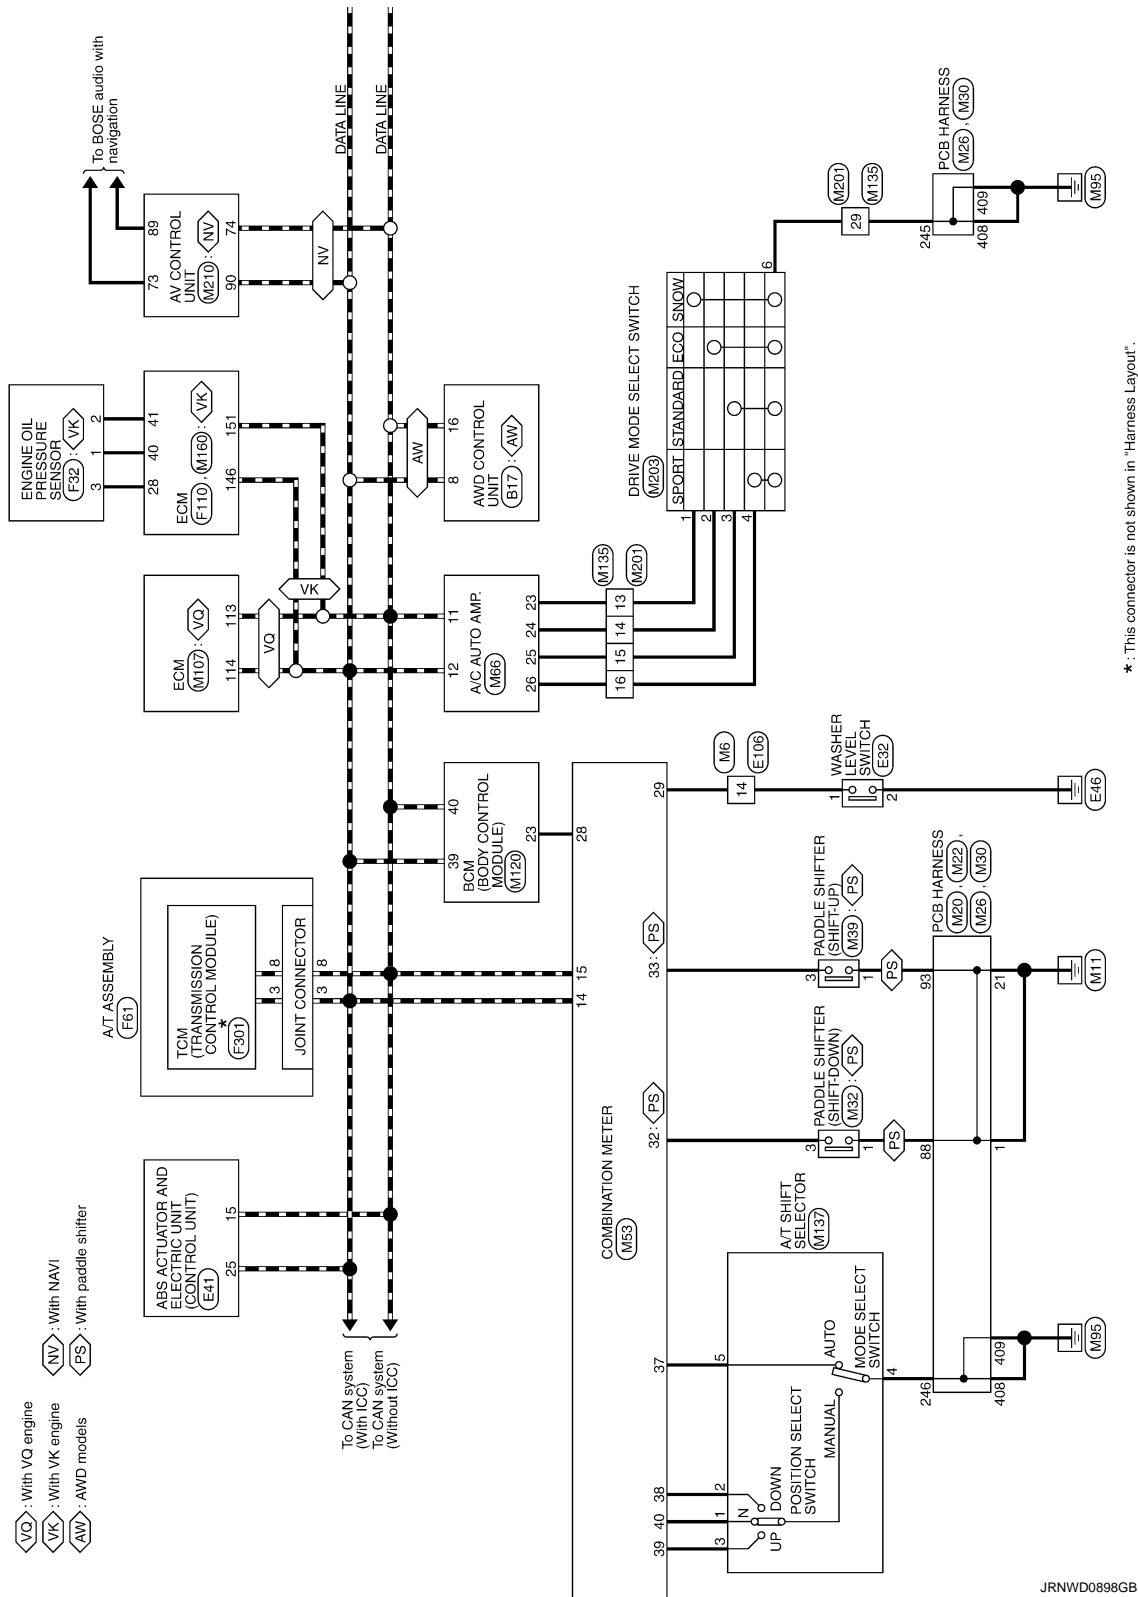 VQ : With VQ engine
VK : With VK engine
AW : AWD models
NV : With NAVI
PS : With paddle shifter
To CAN system
(With ICC)
To CAN system
(Without ICC)
ABS ACTUATOR AND
ELECTRIC UNIT
(CONTROL UNIT)
E41
25 15
A/T ASSEMBLY
F61
TCM
(TRANSMISSION
CONTROL MODULE)
* F301
3 8
JOINT CONNECTOR
3 8
ECM
M107 : VQ
114 113
VQ
VK
ENGINE OIL
PRESSURE
SENSOR
F32 : VK
3 1 2
28 40 41
ECM
F110 , M160 : VK
146 151
To BOSE audio with
navigation
73 89
AV CONTROL
UNIT
M210 : NV
90 74
NV
DATA LINE
DATA LINE
39 40
BCM
(BODY CONTROL
MODULE)
M120
23
12 11
A/C AUTO AMP.
M66
26 25 24 23
AW
8 16
AWD CONTROL
UNIT
B17 : AW
16 15 14 13
M135
M201
DRIVE MODE SELECT SWITCH
M203
SPORT STANDARD ECO SNOW
1
2
3
4
6
29
M201
M135
PCB HARNESS
M26 , M30
245
408 409
M95
14 15 28
COMBINATION METER
M53
39 40 38 37 32 : PS 33 : PS 29
3 1 2 5
A/T SHIFT
SELECTOR
M137
UP N DOWN
POSITION SELECT
SWITCH
MANUAL AUTO
MODE SELECT
SWITCH
4
3 1
PADDLE SHIFTER
(SHIFT-DOWN)
M32 : PS
PS
3 1
PADDLE SHIFTER
(SHIFT-UP)
M39 : PS
PS
14
M6
E106
1 2
WASHER
LEVEL
SWITCH
E32
E46
246 88 93
PCB HARNESS
M20 , M22 ,
M26 , M30
408 409 1 21
M95
M11
* : This connector is not shown in "Harness Layout".
JRNWD0898GB